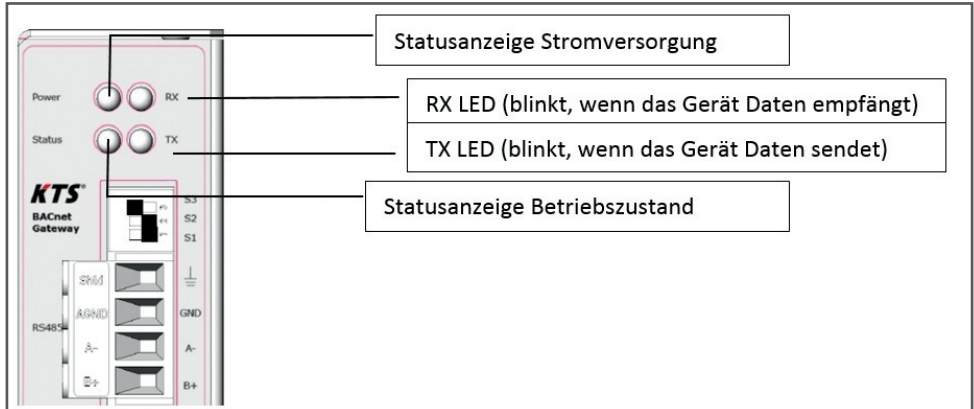 Statusanzeige Stromversorgung
Power
RX
RX LED (blinkt, wenn das Gerät Daten empfängt)
Status
TX
TX LED (blinkt, wenn das Gerät Daten sendet)
KTS
Statusanzeige Betriebszustand
BACnet
Gateway
S3
S2
S1
Shld
AGND
GND
RS485
A-
A-
B+
B+